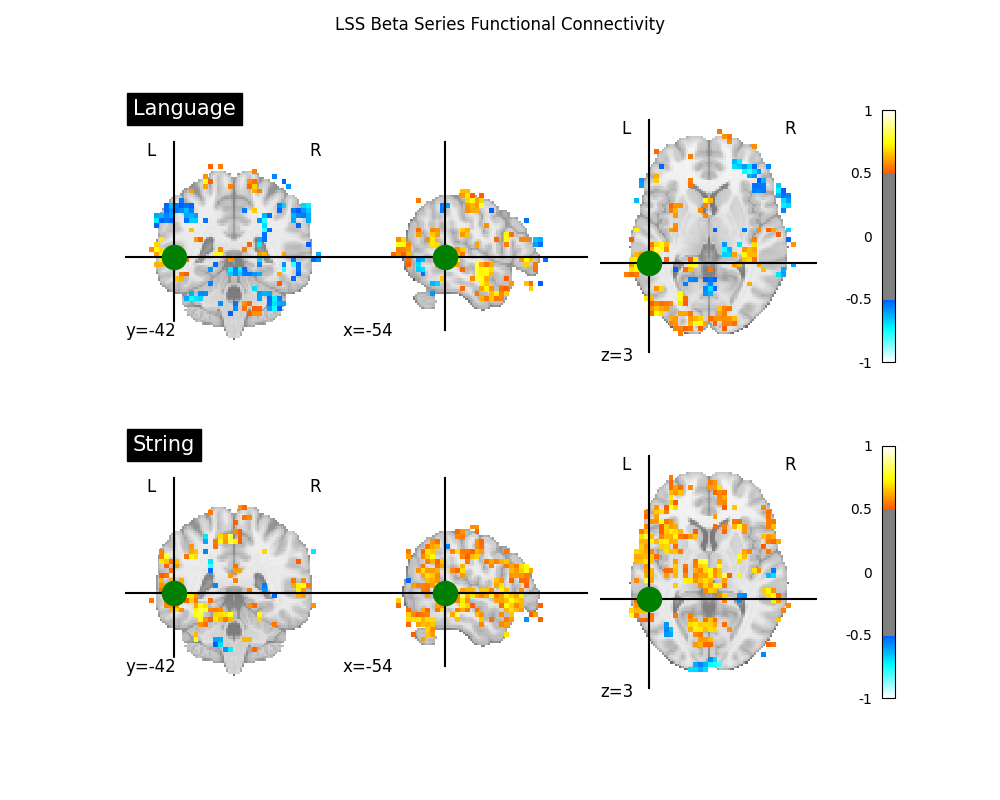 LSS Beta Series Functional Connectivity
Language
L R
y=-42
x=-54
L R
z=3
1
0.5
0
-0.5
-1
String
L R
y=-42
x=-54
L R
z=3
1
0.5
0
-0.5
-1